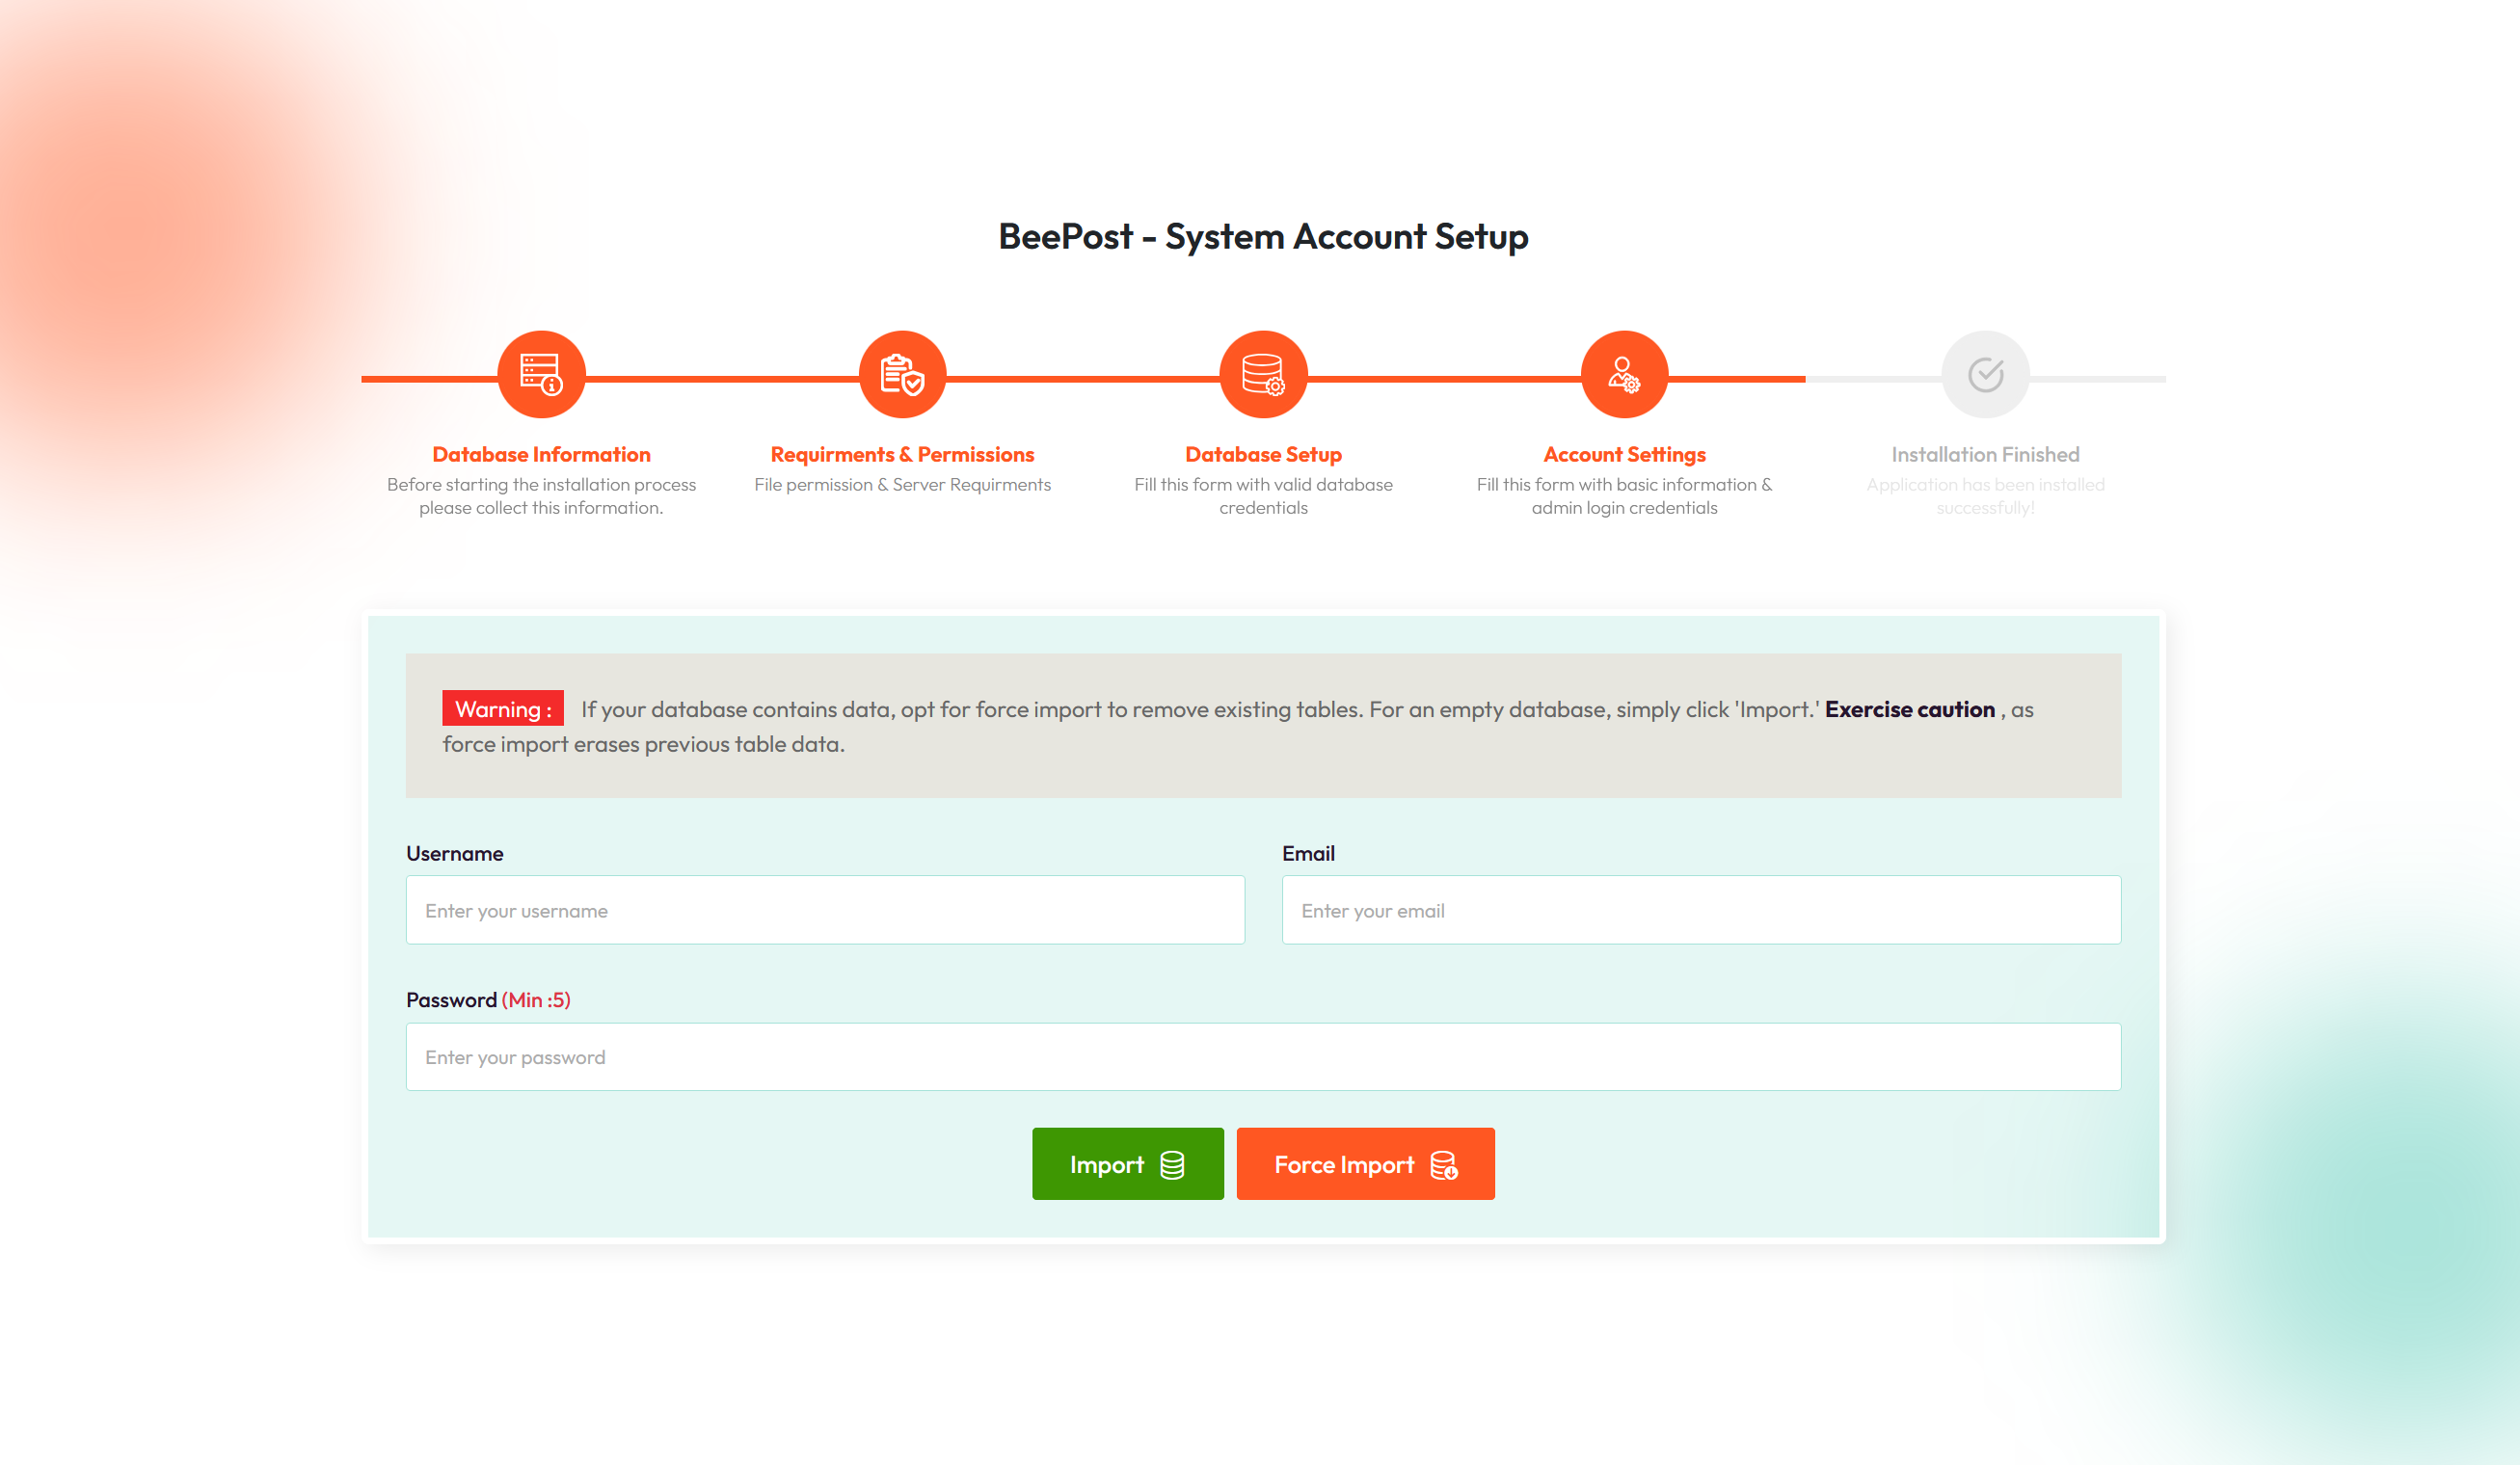 BeePost - System Account Setup
Database Information
Before starting the installation process
please collect this information.
Requirments & Permissions
File permission & Server Requirments
Database Setup
Fill this form with valid database
credentials
Account Settings
Fill this form with basic information &
admin login credentials
Installation Finished
Application has been installed
successfully!
Warning : If your database contains data, opt for force import to remove existing tables. For an empty database, simply click 'Import.' Exercise caution , as
force import erases previous table data.
Username
Enter your username
Email
Enter your email
Password (Min :5)
Enter your password
Import
Force Import